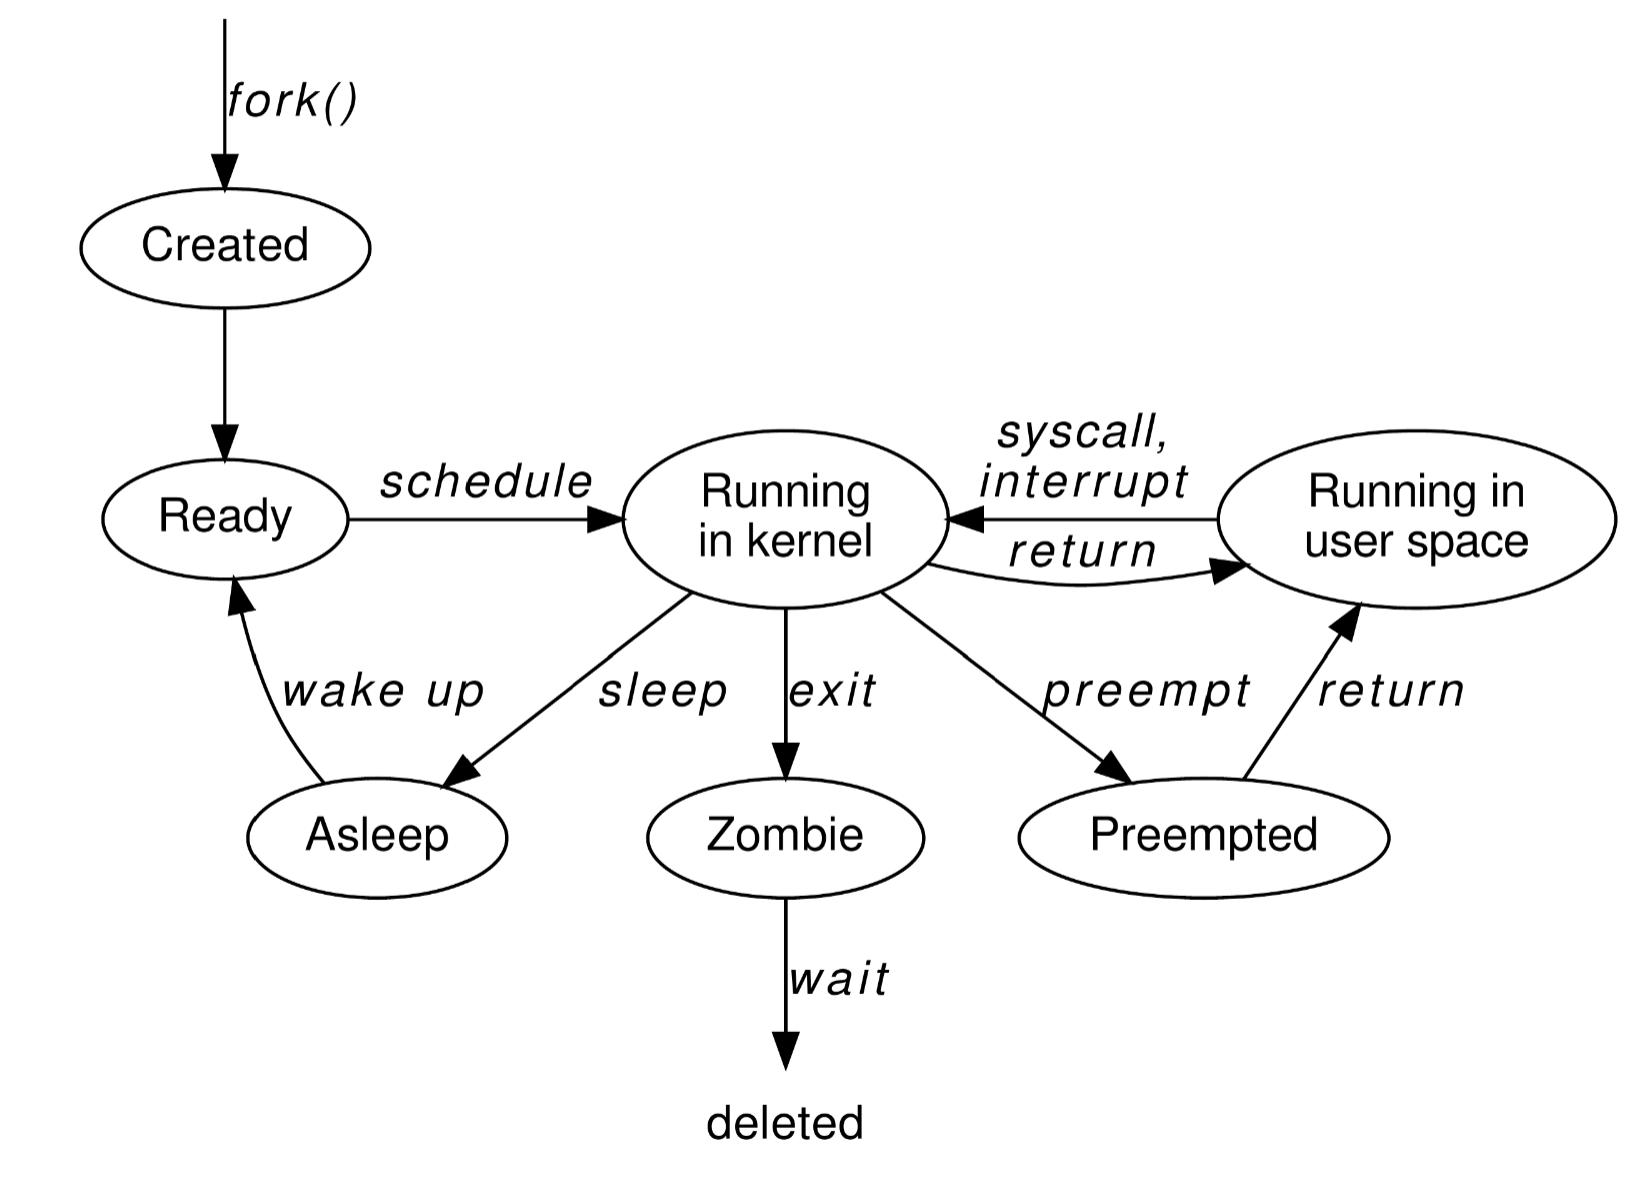 fork()
Created
syscall,
interrupt
schedule
Ready
Running
in kernel
return
Running in
user space
wake up
sleep
exit
preempt
return
Asleep
Zombie
Preempted
wait
deleted